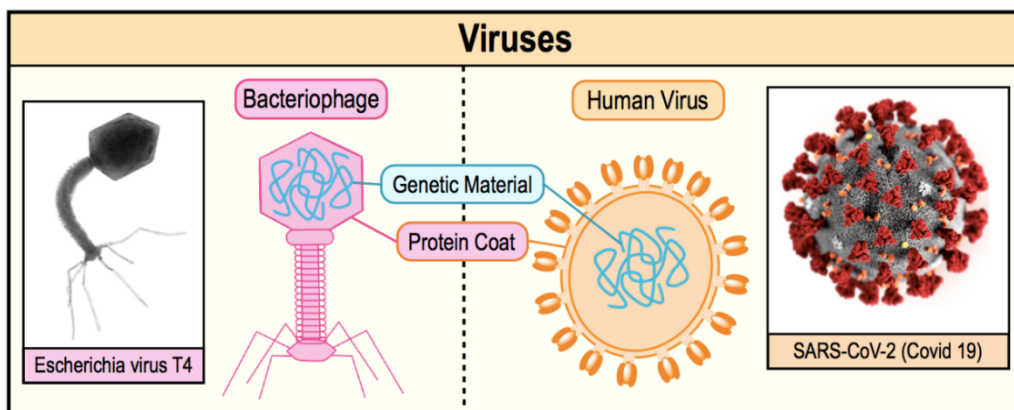 Viruses
Bacteriophage
Human Virus
Genetic Material
Protein Coat
Escherichia virus T4
SARS-CoV-2 (Covid 19)